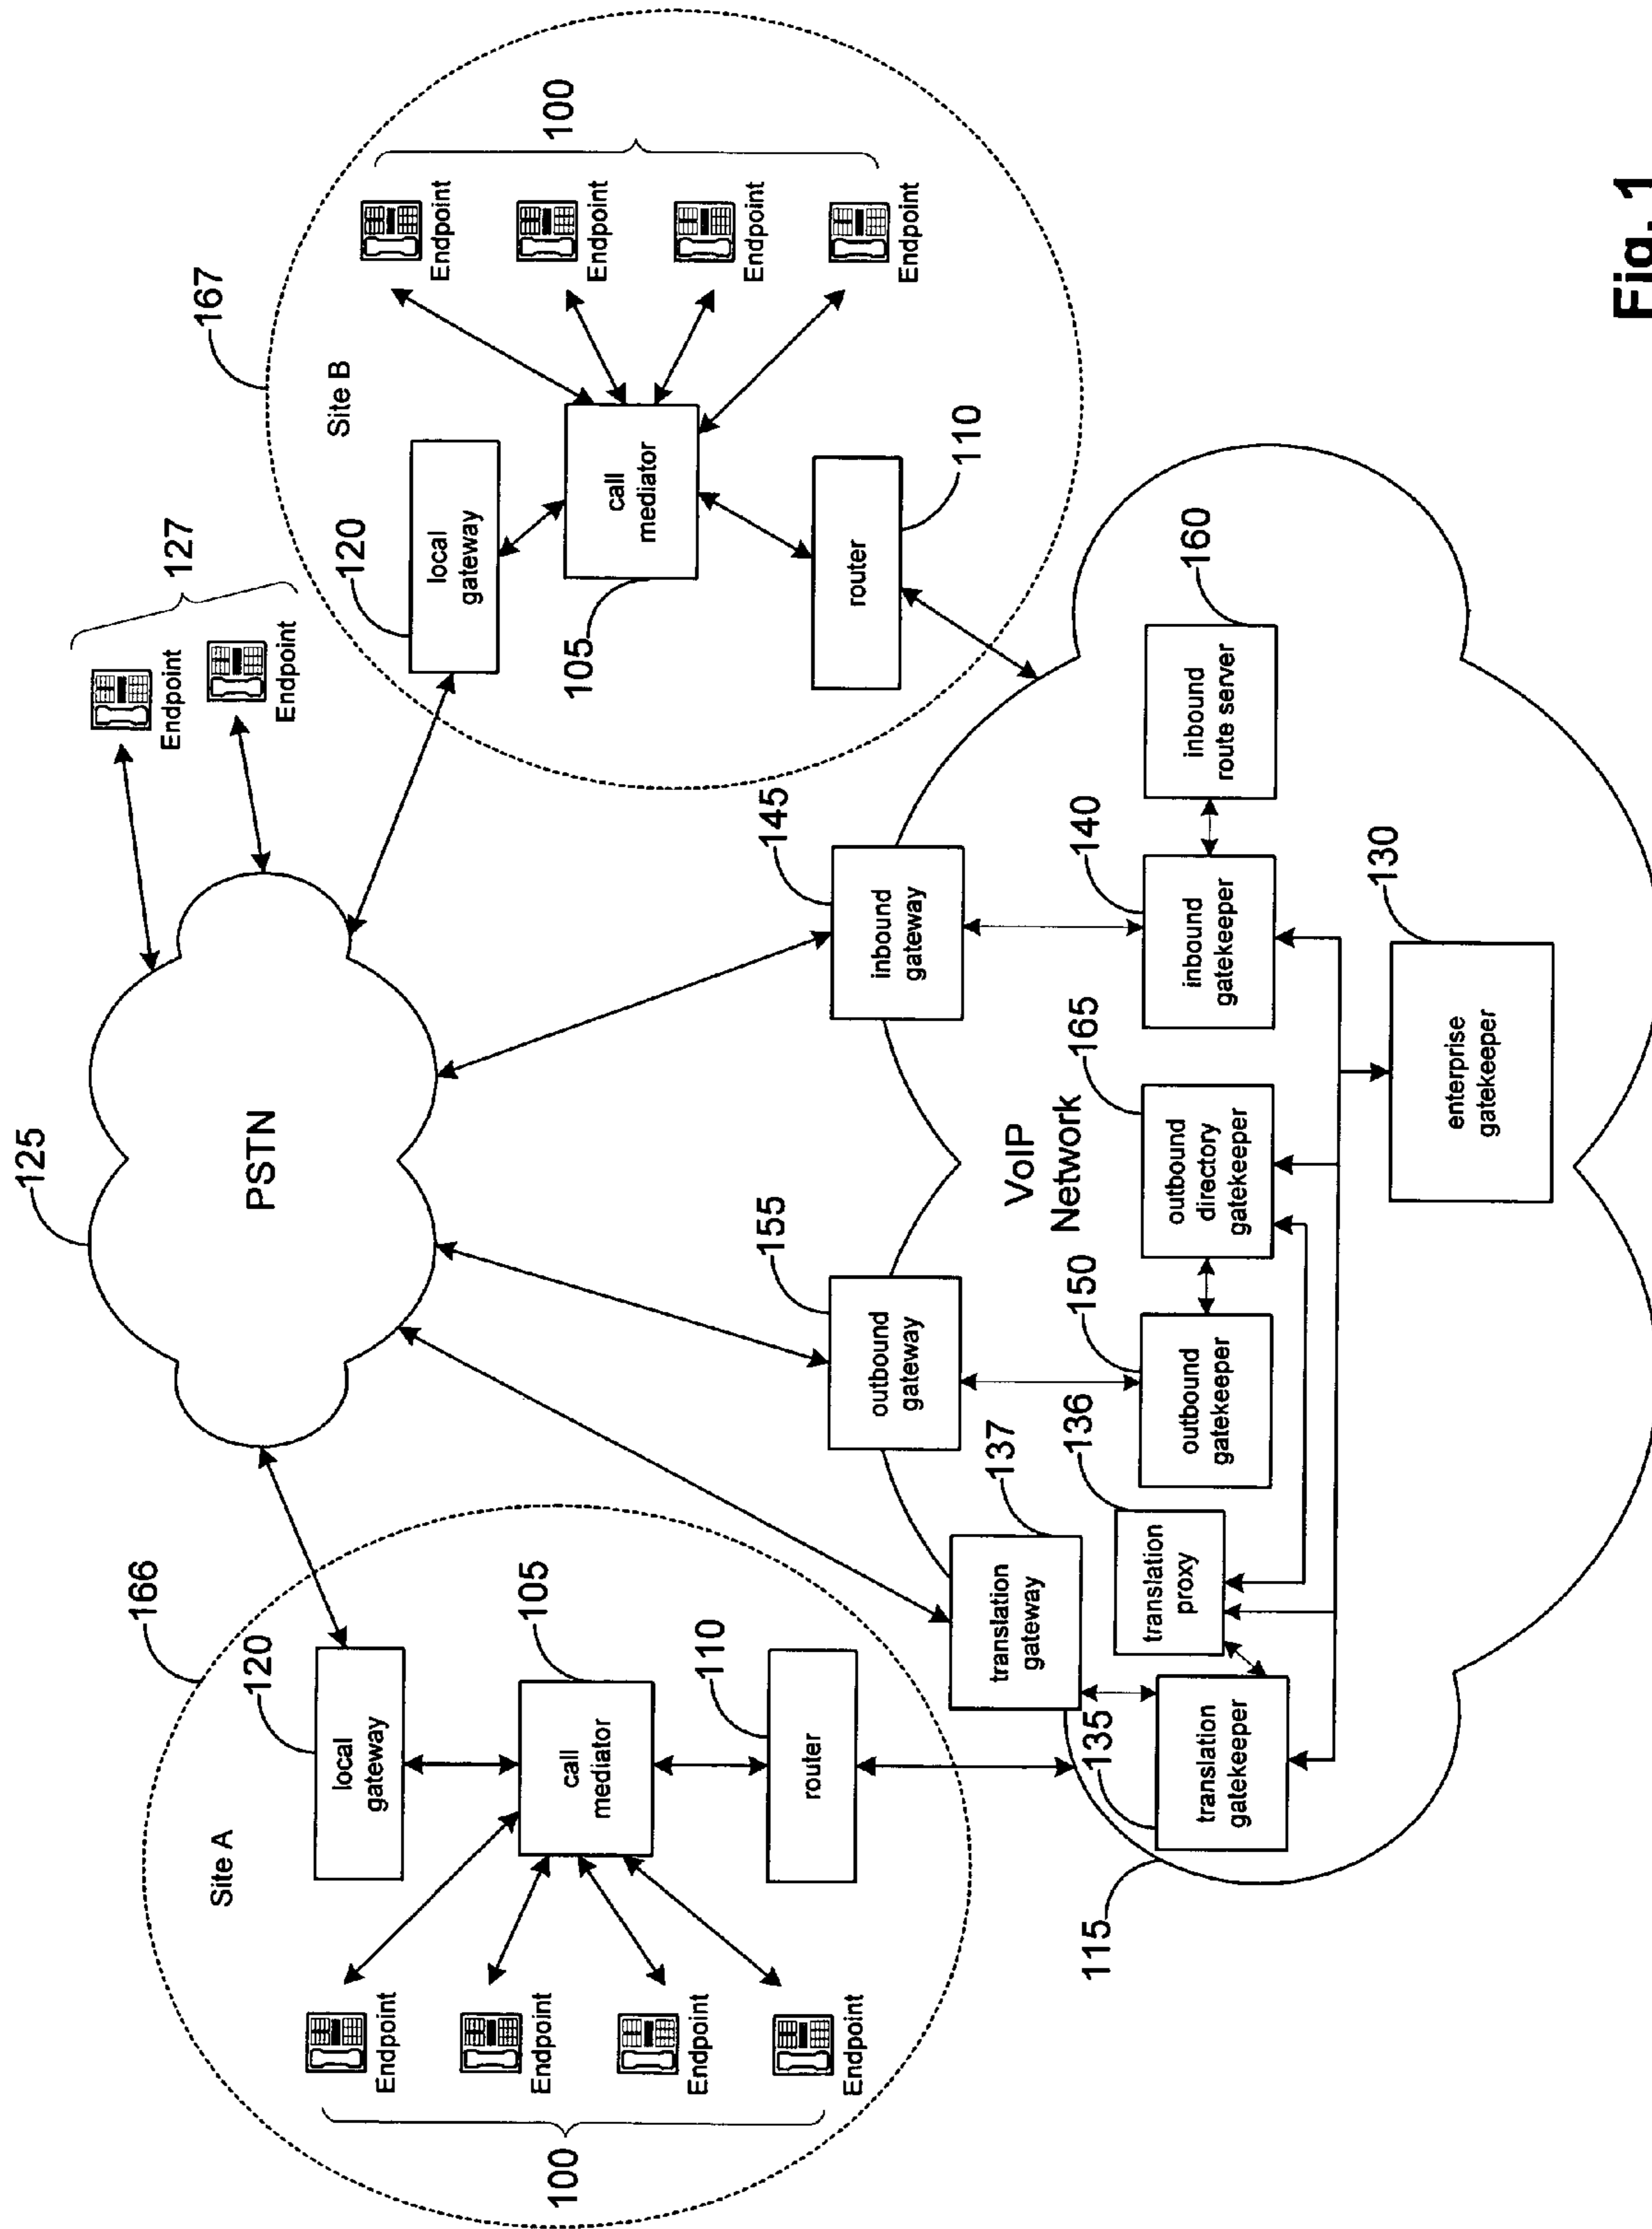 125
PSTN
127
Endpoint
Endpoint
166
Site A
120
local
gateway
105
call
mediator
110
router
Endpoint
Endpoint
Endpoint
Endpoint
100
167
Site B
120
local
gateway
105
call
mediator
110
router
Endpoint
Endpoint
Endpoint
Endpoint
100
115
VoIP
Network
137
translation
gateway
155
outbound
gateway
145
inbound
gateway
135
translation
gatekeeper
136
translation
proxy
150
outbound
gatekeeper
165
outbound
directory
gatekeeper
140
inbound
gatekeeper
160
inbound
route server
130
enterprise
gatekeeper
Fig. 1